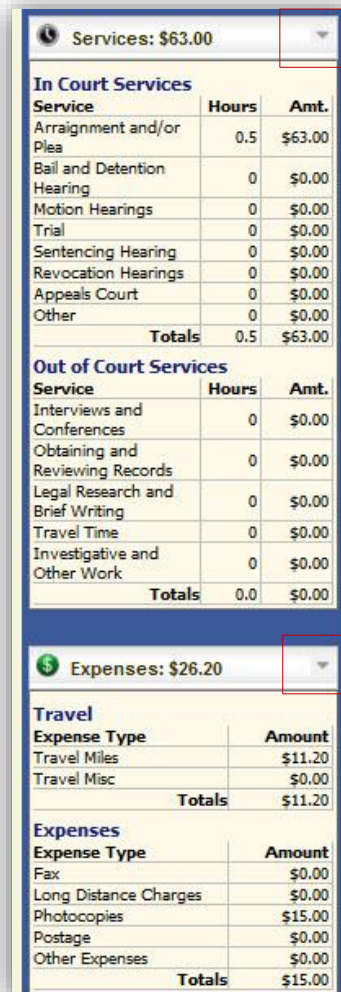 Services: $63.00
In Court Services
Service Hours Amt.
Arraignment and/or
Plea 0.5 $63.00
Bail and Detention
Hearing 0 $0.00
Motion Hearings 0 $0.00
Trial 0 $0.00
Sentencing Hearing 0 $0.00
Revocation Hearings 0 $0.00
Appeals Court 0 $0.00
Other 0 $0.00
Totals 0.5 $63.00
Out of Court Services
Service Hours Amt.
Interviews and
Conferences 0 $0.00
Obtaining and
Reviewing Records 0 $0.00
Legal Research and
Brief Writing 0 $0.00
Travel Time 0 $0.00
Investigative and
Other Work 0 $0.00
Totals 0.0 $0.00
$ Expenses: $26.20
Travel
Expense Type Amount
Travel Miles $11.20
Travel Misc $0.00
Totals $11.20
Expenses
Expense Type Amount
Fax $0.00
Long Distance Charges $0.00
Photocopies $15.00
Postage $0.00
Other Expenses $0.00
Totals $15.00